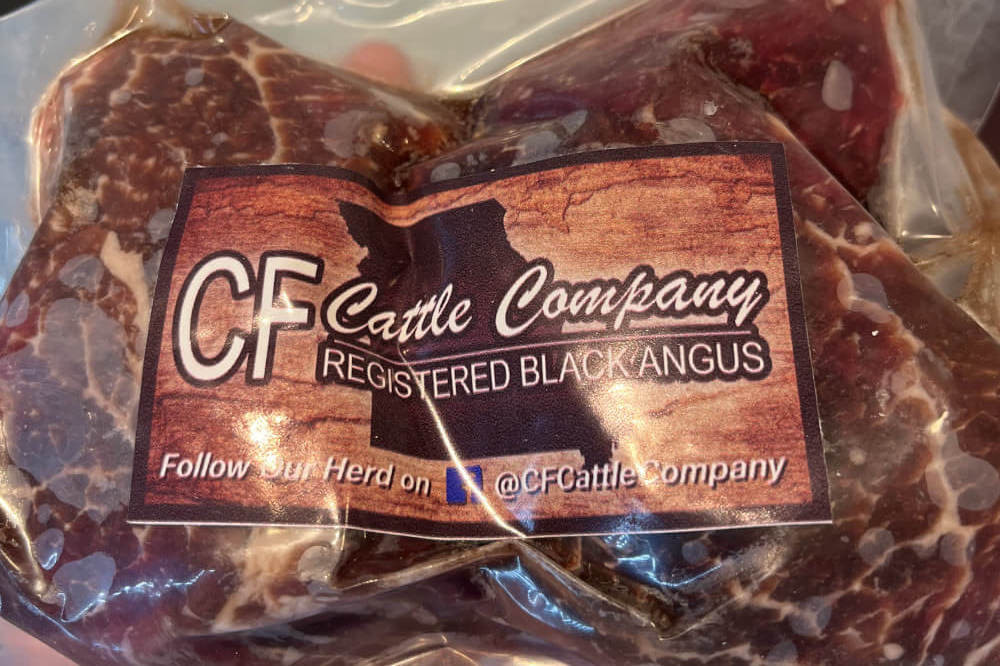 CF Cattle Company
REGISTERED BLACK ANGUS
Follow Our Herd on f @CFCattleCompany